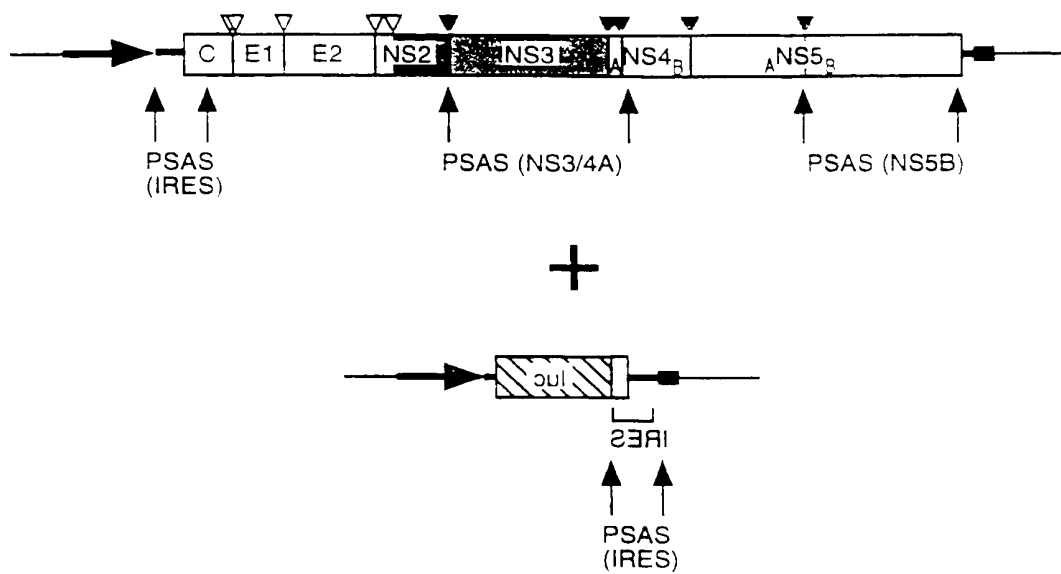 C E1 E2 NS2 NS3 A NS4B ANS5B
PSAS
(IRES)
PSAS (NS3/4A)
PSAS (NS5B)
+
luc
IRES
PSAS
(IRES)